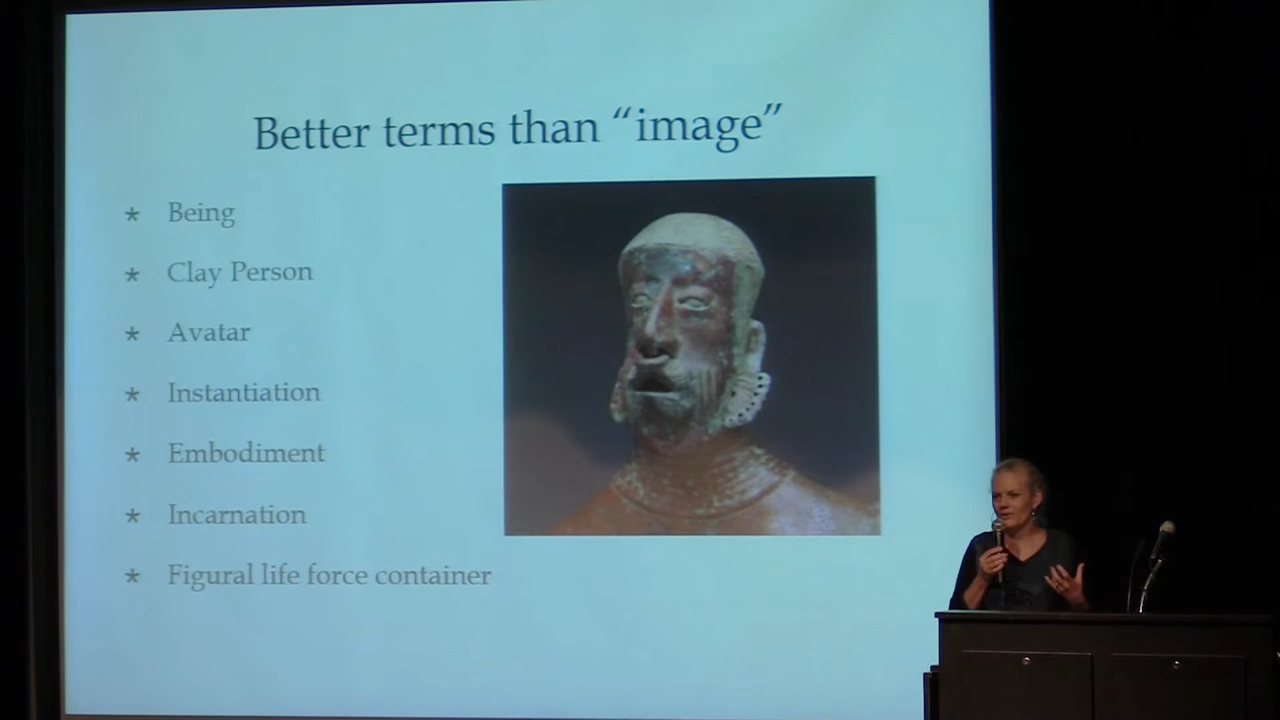 Better terms than “image”
* Being
* Clay Person
* Avatar
* Instantiation
* Embodiment
* Incarnation
* Figural life force container